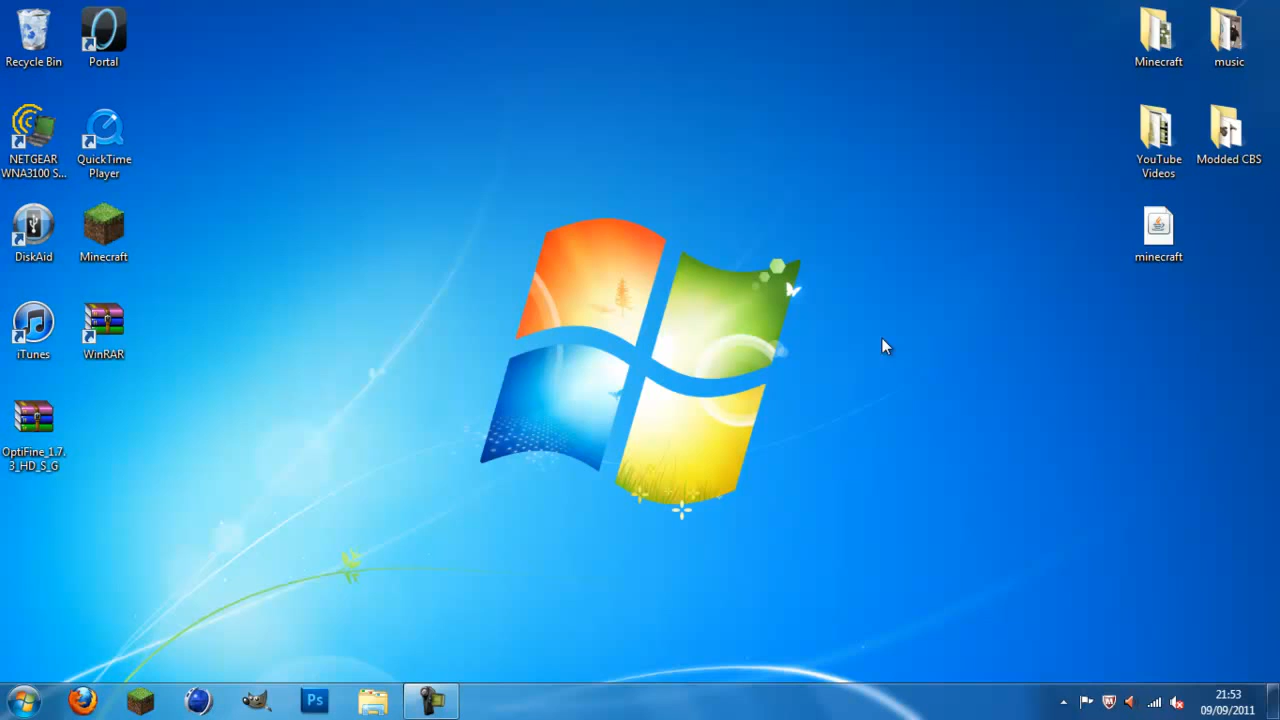 Recycle Bin
Portal
NETGEAR
WNA3100 S...
QuickTime
Player
DiskAid
Minecraft
iTunes
WinRAR
OptiFine_1.7.
3_HD_S_G
Minecraft
music
YouTube
Videos
Modded CBS
minecraft
Ps
21:53
09/09/2011